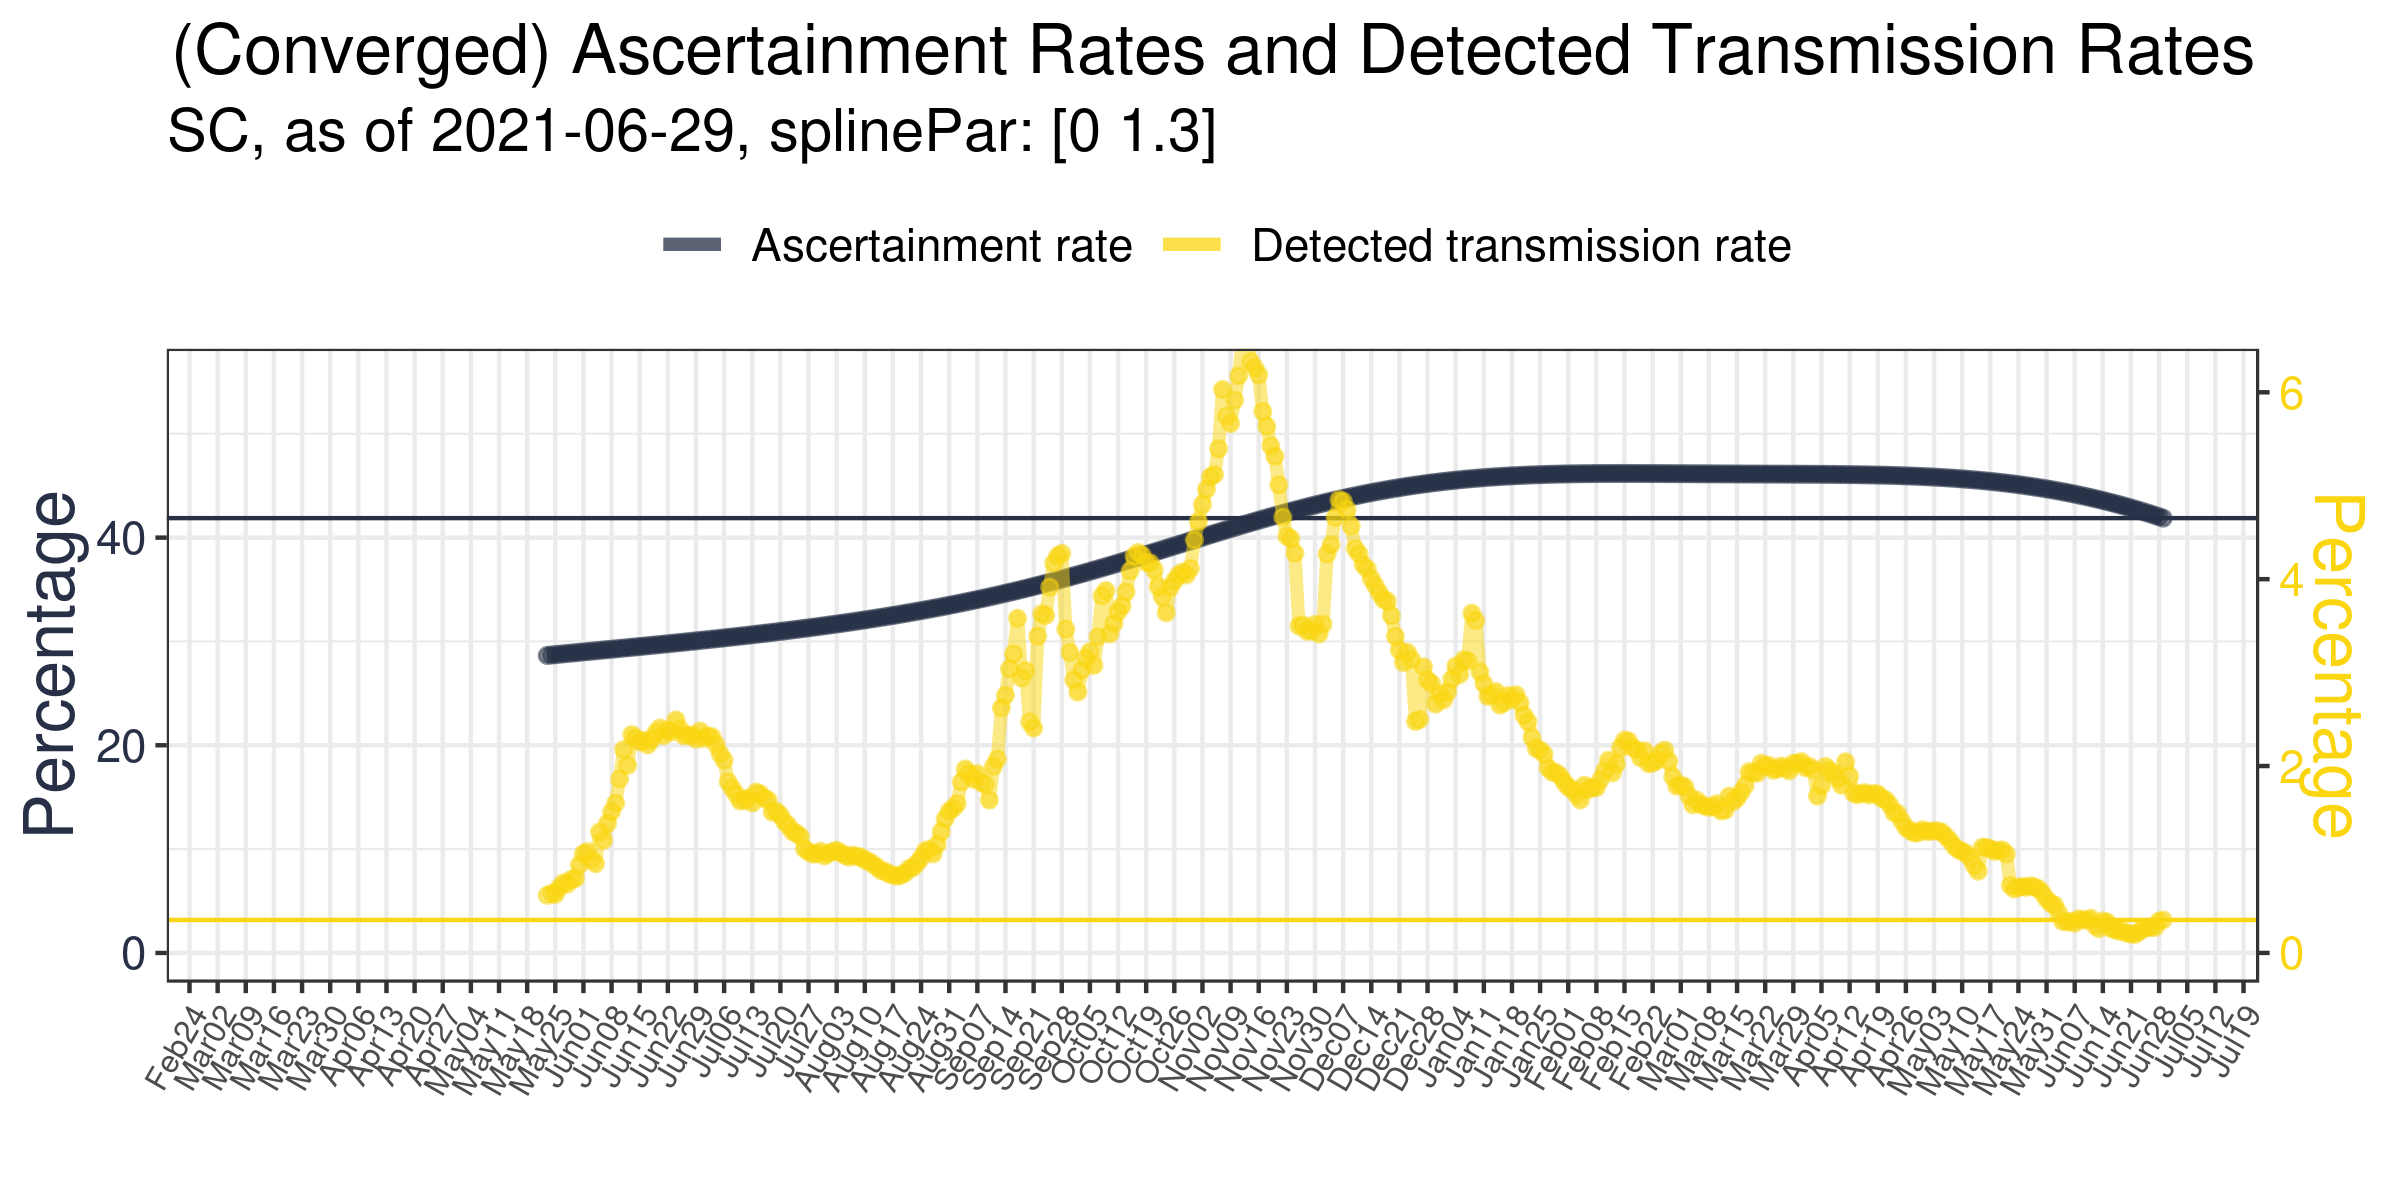 (Converged) Ascertainment Rates and Detected Transmission Rates
SC, as of 2021-06-29, splinePar: [0 1.3]
Ascertainment rate Detected transmission rate
Percentage
40
20
0
6
4
2
0
Percentage
Feb24 Mar02 Mar09 Mar16 Mar23 Mar30 Apr06 Apr13 Apr20 Apr27 May04 May11 May18 May25 Jun01 Jun08 Jun15 Jun22 Jun29 Jul06 Jul13 Jul20 Jul27 Aug03 Aug10 Aug17 Aug24 Aug31 Sep07 Sep14 Sep21 Sep28 Oct05 Oct12 Oct19 Oct26 Nov02 Nov09 Nov16 Nov23 Nov30 Dec07 Dec14 Dec21 Dec28 Jan04 Jan11 Jan18 Jan25 Feb01 Feb08 Feb15 Feb22 Mar01 Mar08 Mar15 Mar22 Mar29 Apr05 Apr12 Apr19 Apr26 May03 May10 May17 May24 May31 Jun07 Jun14 Jun21 Jun28 Jul05 Jul12 Jul19